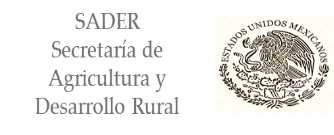 SADER
Secretaría de
Agricultura y
Desarrollo Rural
ESTADOS UNIDOS MEXICANOS